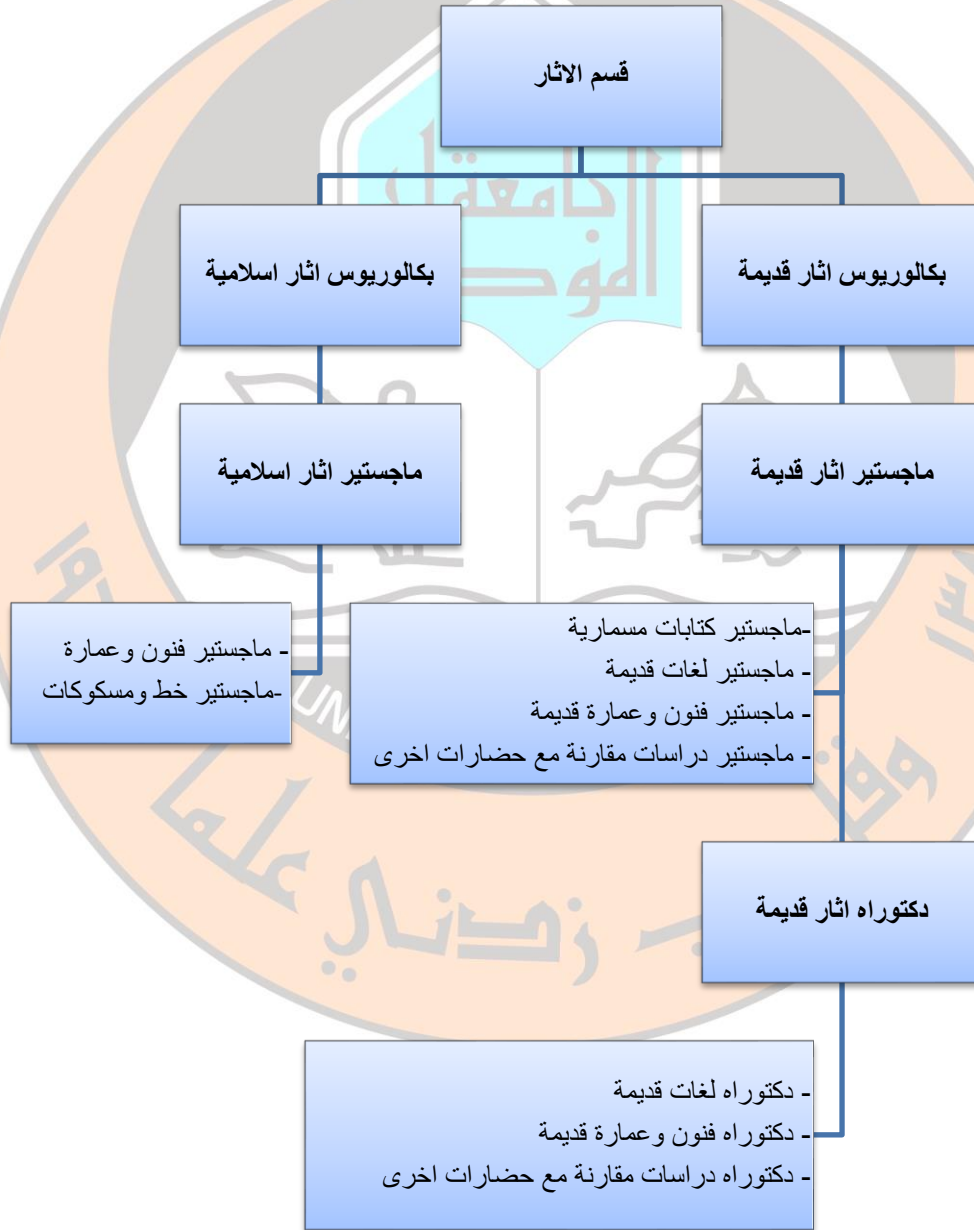 قسم الاثار
بكالوريوس اثار قديمة
بكالوريوس اثار اسلامية
ماجستير اثار قديمة
ماجستير اثار اسلامية
-ماجستير كتابات مسمارية
- ماجستير لغات قديمة
- ماجستير فنون وعمارة قديمة
- ماجستير دراسات مقارنة مع حضارات اخرى
- ماجستير فنون وعمارة
-ماجستير خط ومسكوكات
دكتوراه اثار قديمة
- دكتوراه لغات قديمة
- دكتوراه فنون وعمارة قديمة
- دكتوراه دراسات مقارنة مع حضارات اخرى
زدني علما